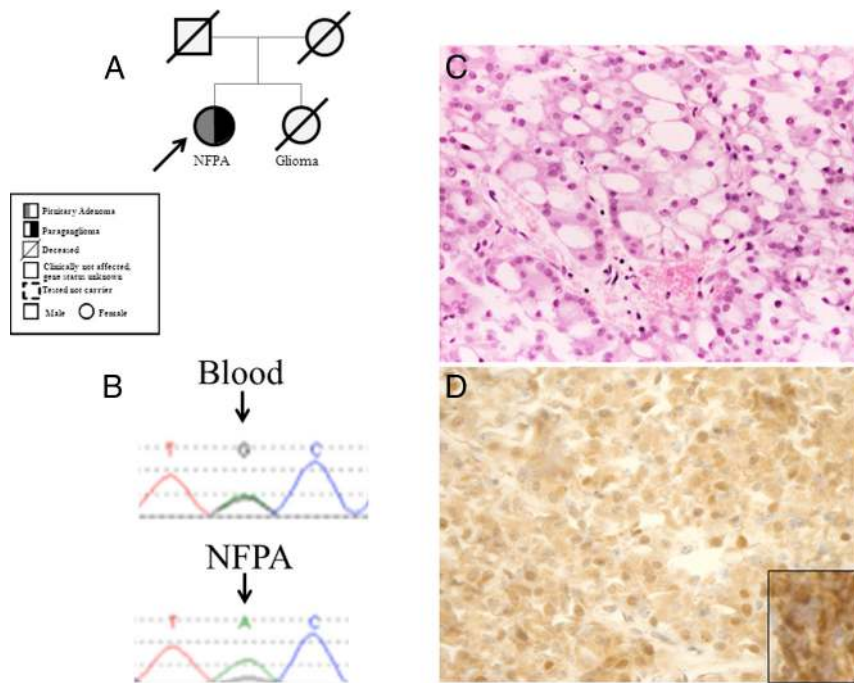 A
NFPA
Glioma
Pituitary Adenoma
Paraganglioma
Deceased
Clinically not affected,
gene status unknown
Tested not carrier
Male
Female
B
Blood
T G C
NFPA
T A C
C
D